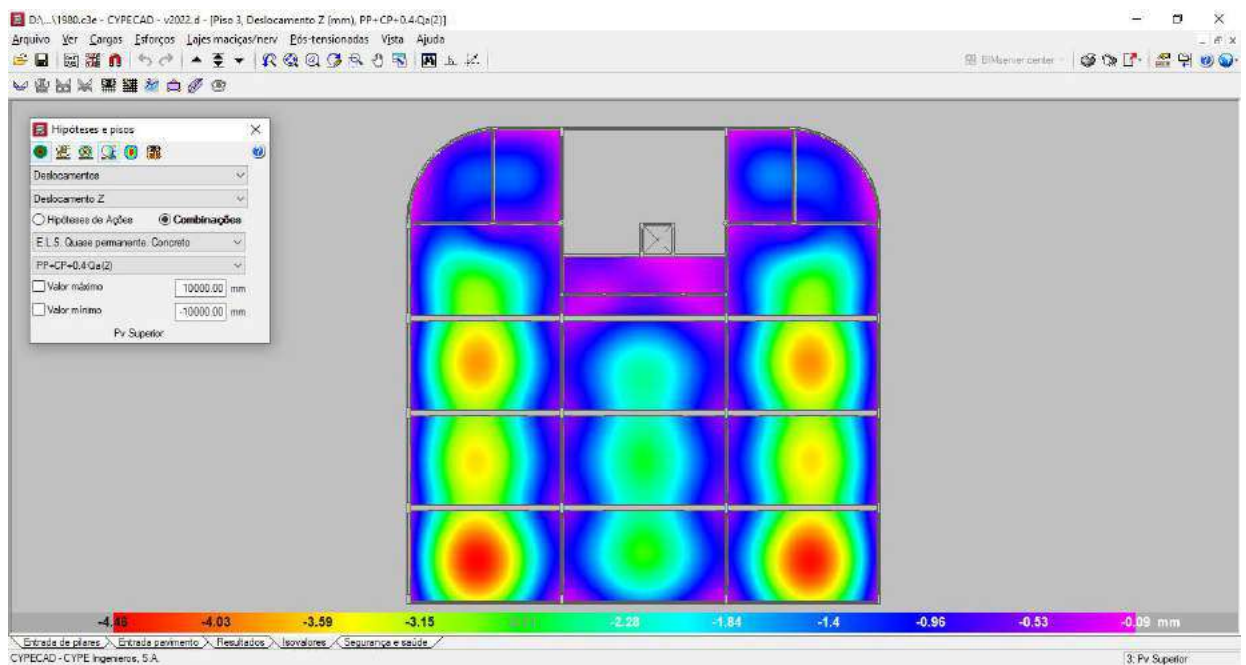 D:\...\1980.c3e - CYPECAD - v2022.d - [Piso 3, Deslocamento Z (mm), PP+CP+0.4·Qa(2)]
Arquivo Ver Cargas Esforços Lajes maciças/nerv Pós-tensionadas Vista Ajuda
BIMserver.center
Hipóteses e pisos
Deslocamentos
Deslocamento Z
Hipóteses de Ações Combinações
E.L.S. Quase permanente. Concreto
PP+CP+0.4·Qa(2)
Valor máximo 10000.00 mm
Valor mínimo -10000.00 mm
Pv Superior
-4.46 -4.03 -3.59 -3.15 -2.28 -1.84 -1.4 -0.96 -0.53 -0.09 mm
Entrada de pilares Entrada pavimento Resultados Isovalores Segurança e saúde
CYPECAD - CYPE Ingenieros, S.A. 3: Pv Superior